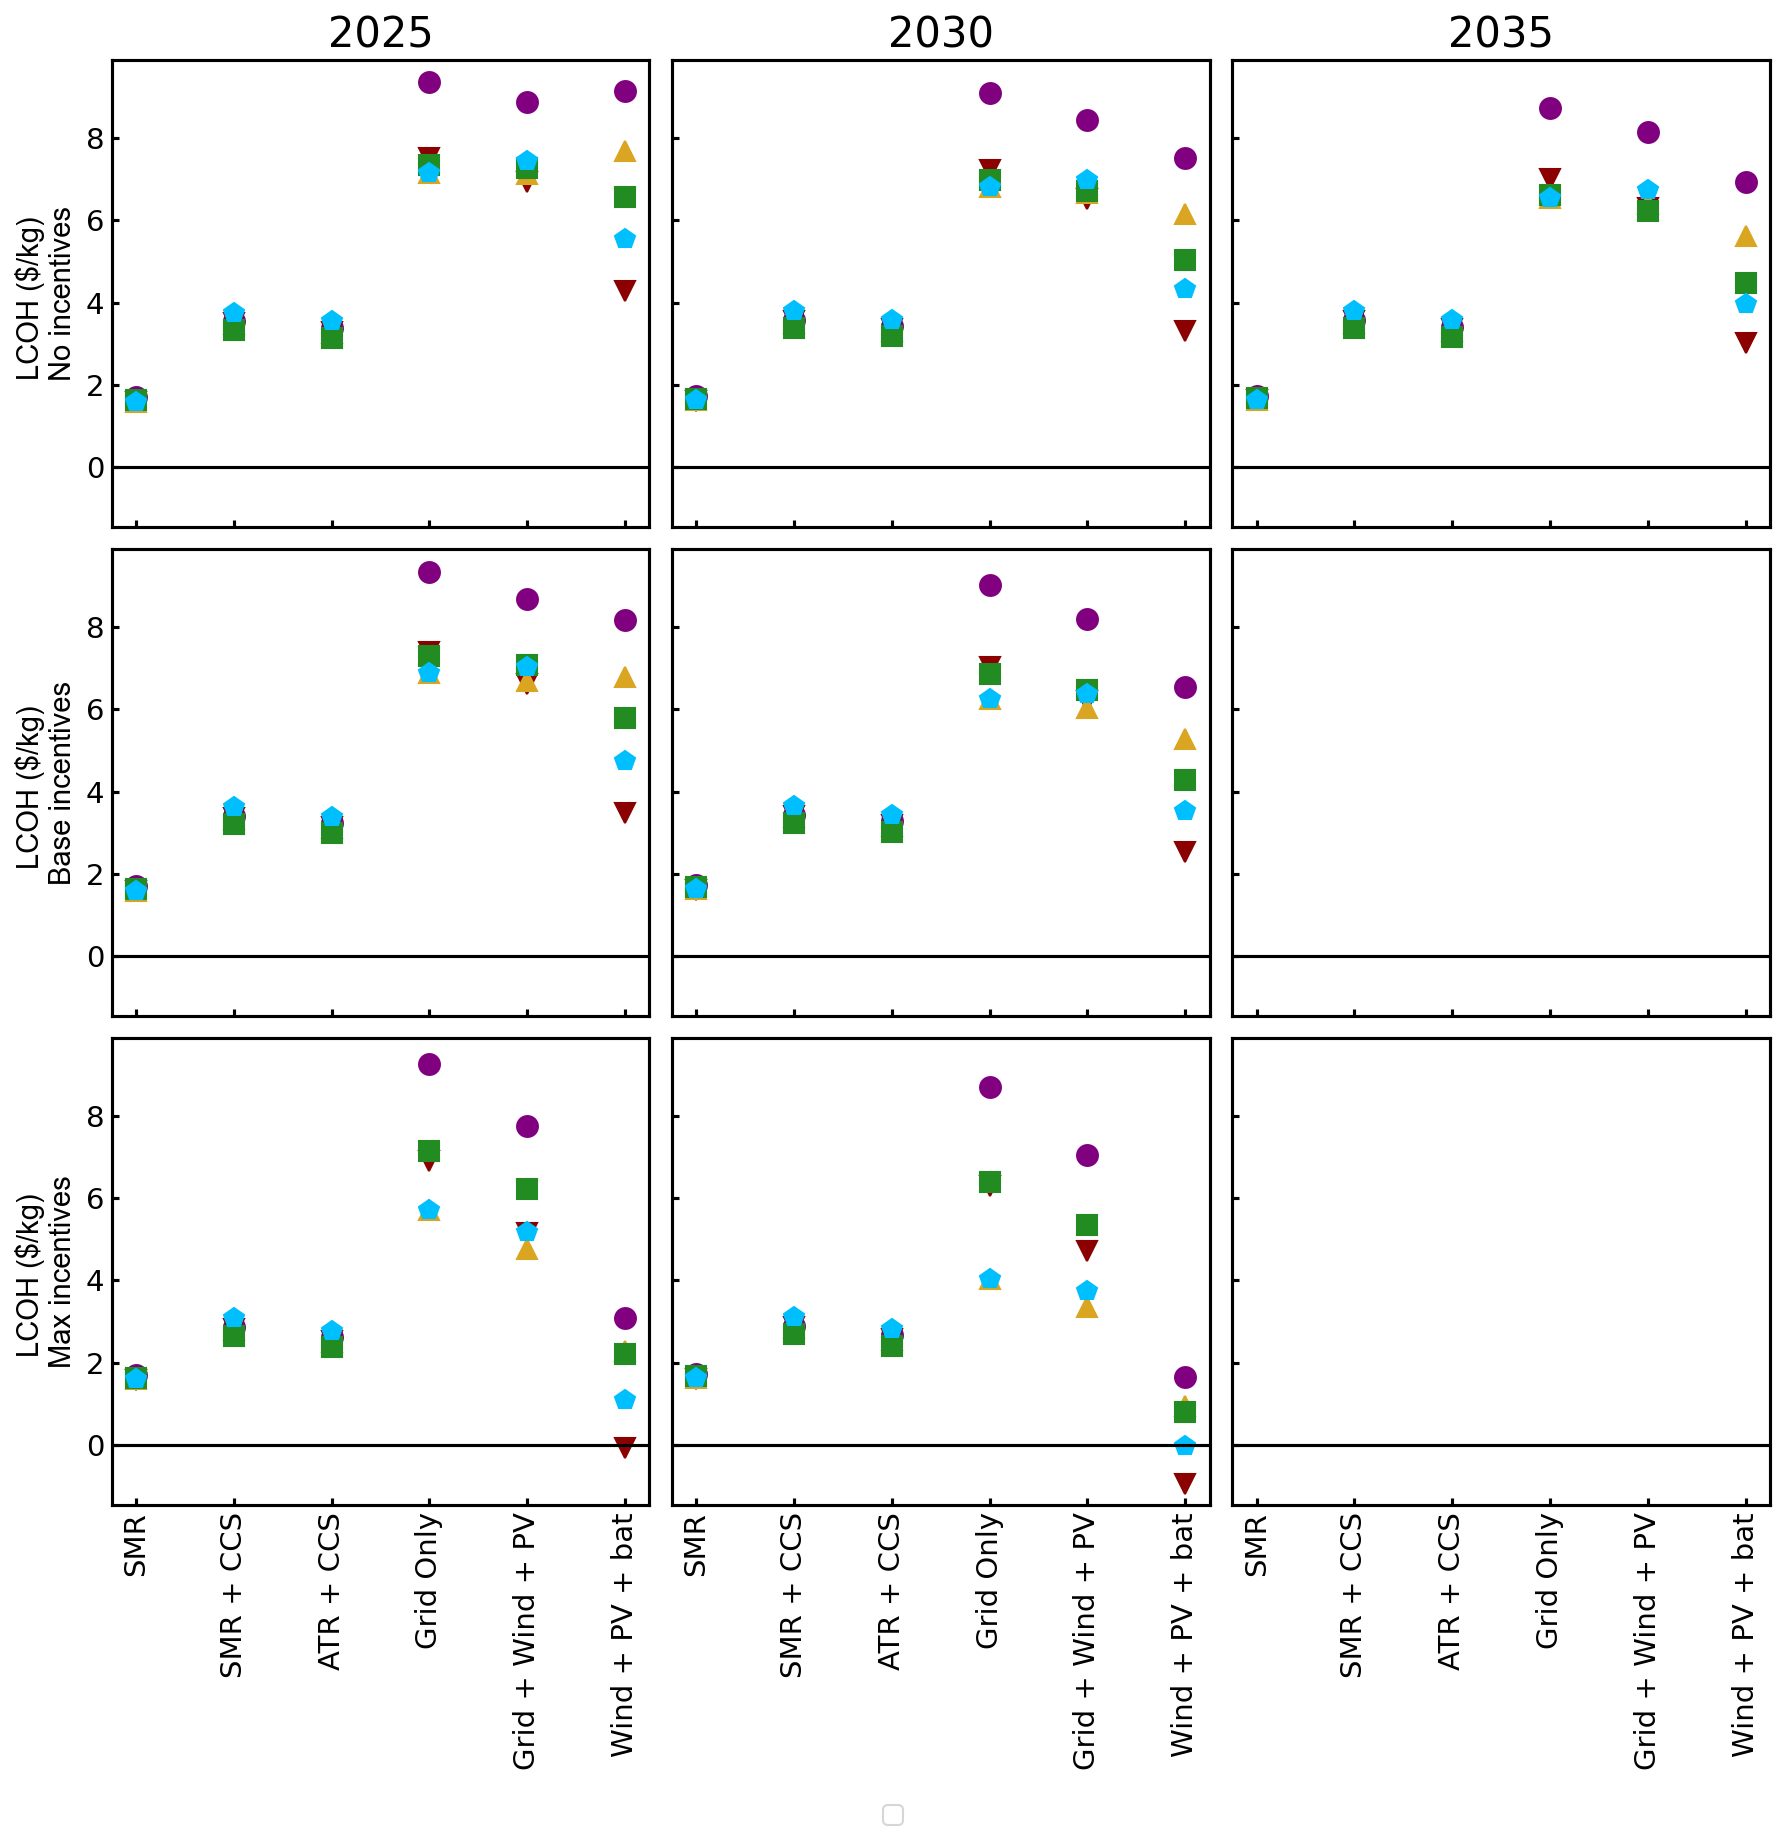 2025
2030
2035
LCOH ($/kg)
No incentives
8
6
4
2
0
LCOH ($/kg)
Base incentives
8
6
4
2
0
LCOH ($/kg)
Max incentives
8
6
4
2
0
SMR
SMR + CCS
ATR + CCS
Grid Only
Grid + Wind + PV
Wind + PV + bat
SMR
SMR + CCS
ATR + CCS
Grid Only
Grid + Wind + PV
Wind + PV + bat
SMR
SMR + CCS
ATR + CCS
Grid Only
Grid + Wind + PV
Wind + PV + bat